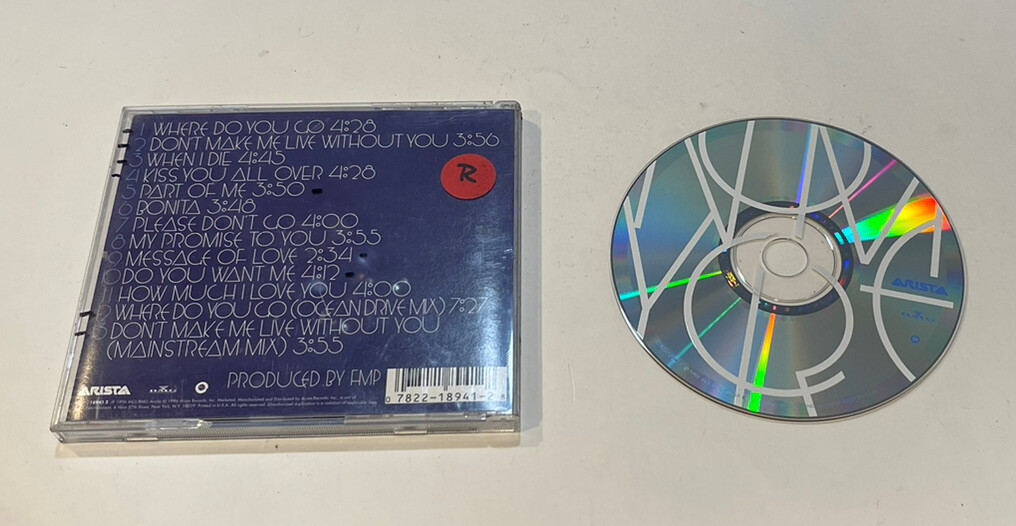 1 WHERE DO YOU GO 4:28
2 DON'T MAKE ME LIVE WITHOUT YOU 3:56
3 WHEN I DIE 4:45
4 KISS YOU ALL OVER 4:28
5 PART OF ME 3:50
6 BONITA 3:48
7 PLEASE DON'T GO 4:00
8 MY PROMISE TO YOU 3:55
9 MESSAGE OF LOVE 2:34
10 DO YOU WANT ME 4:12
11 HOW MUCH I LOVE YOU 4:00
12 WHERE DO YOU GO (OCEAN DRIVE MIX) 7:27
13 DON'T MAKE ME LIVE WITHOUT YOU
(MAINSTREAM MIX) 3:55
R
PRODUCED BY FMP
ARISTA
BMG
0 7822-18941-2 8
ARISTA
BMG